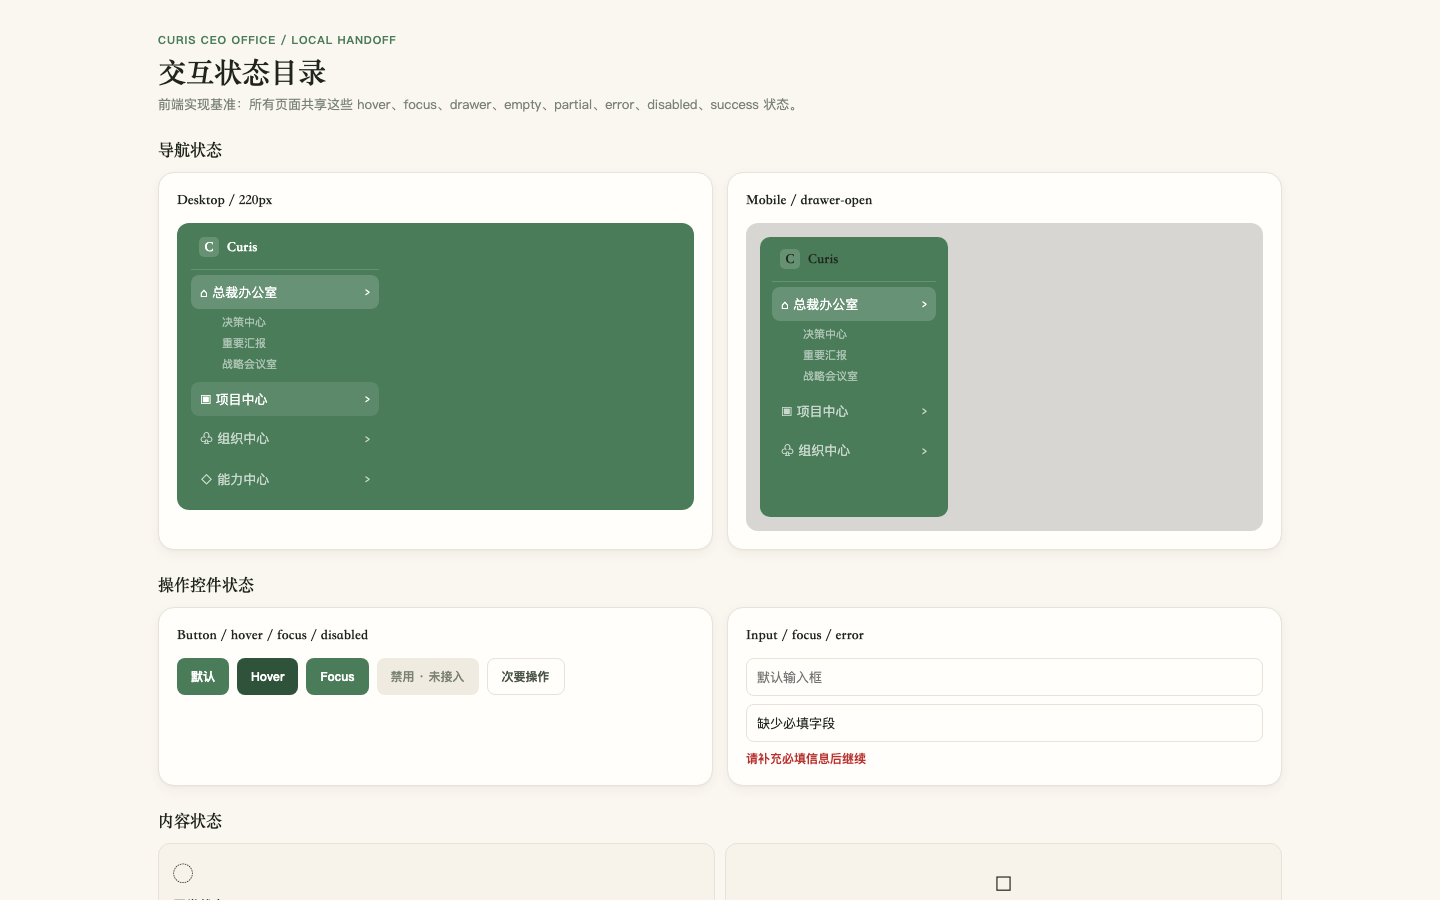 CURIS CEO OFFICE / LOCAL HANDOFF
交互状态目录
前端实现基准：所有页面共享这些 hover、focus、drawer、empty、partial、error、disabled、success 状态。
导航状态
Desktop / 220px
C Curis
总裁办公室
决策中心
重要汇报
战略会议室
项目中心
组织中心
能力中心
Mobile / drawer-open
C Curis
总裁办公室
决策中心
重要汇报
战略会议室
项目中心
组织中心
操作控件状态
Button / hover / focus / disabled
默认 Hover Focus 禁用 · 未接入 次要操作
Input / focus / error
默认输入框
缺少必填字段
请补充必填信息后继续
内容状态